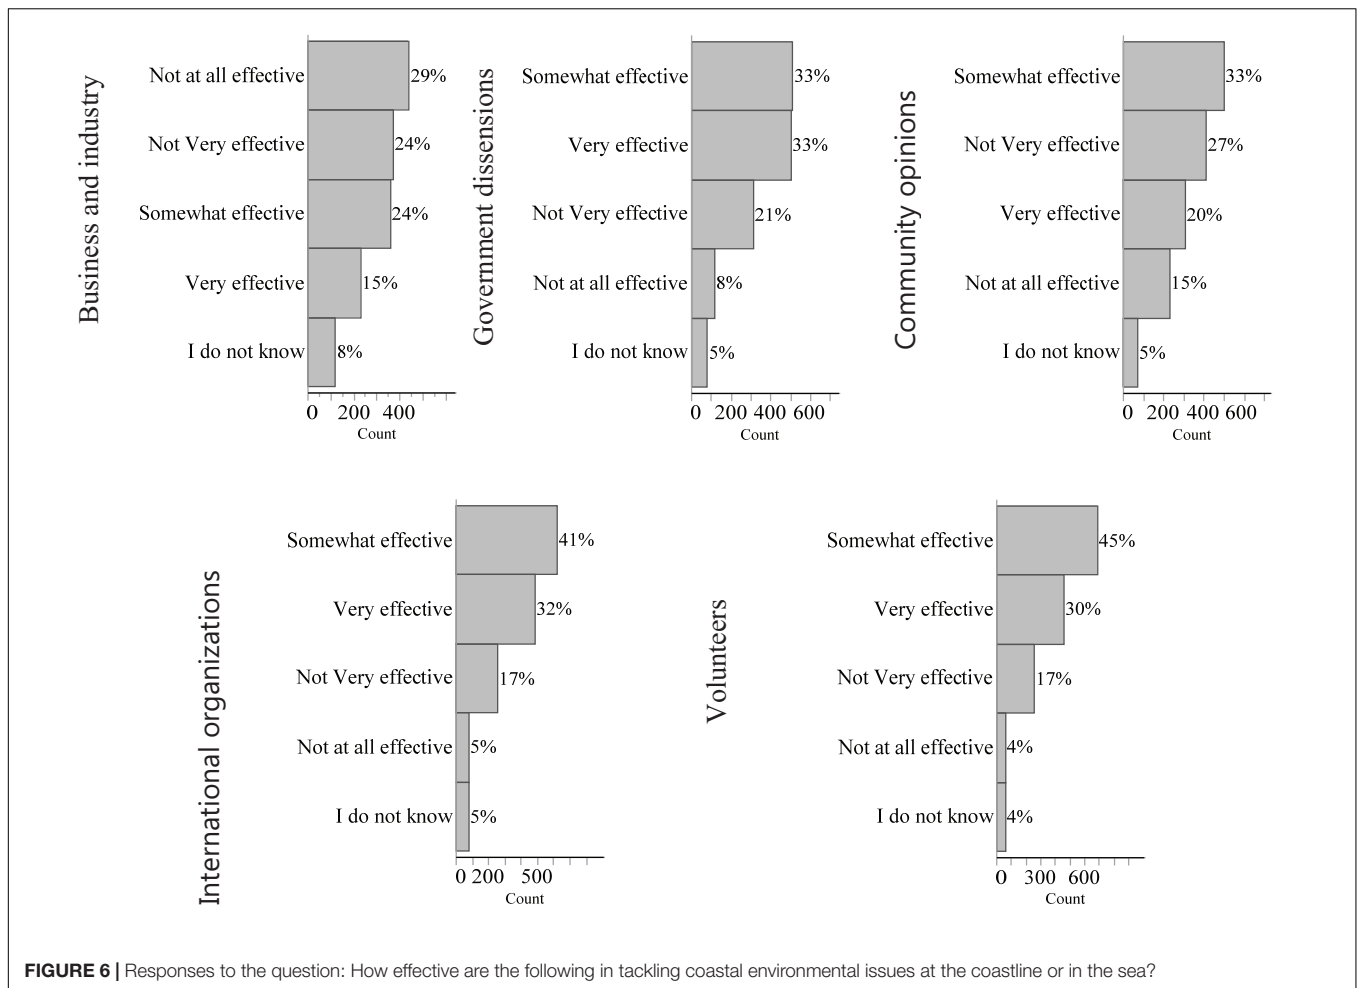 Business and industry
Not at all effective 29%
Not Very effective 24%
Somewhat effective 24%
Very effective 15%
I do not know 8%
0 200 400
Count
Government dissensions
Somewhat effective 33%
Very effective 33%
Not Very effective 21%
Not at all effective 8%
I do not know 5%
0 200 400 600
Count
Community opinions
Somewhat effective 33%
Not Very effective 27%
Very effective 20%
Not at all effective 15%
I do not know 5%
0 200 400 600
Count
International organizations
Somewhat effective 41%
Very effective 32%
Not Very effective 17%
Not at all effective 5%
I do not know 5%
0 200 500
Count
Volunteers
Somewhat effective 45%
Very effective 30%
Not Very effective 17%
Not at all effective 4%
I do not know 4%
0 300 600
Count
FIGURE 6 | Responses to the question: How effective are the following in tackling coastal environmental issues at the coastline or in the sea?